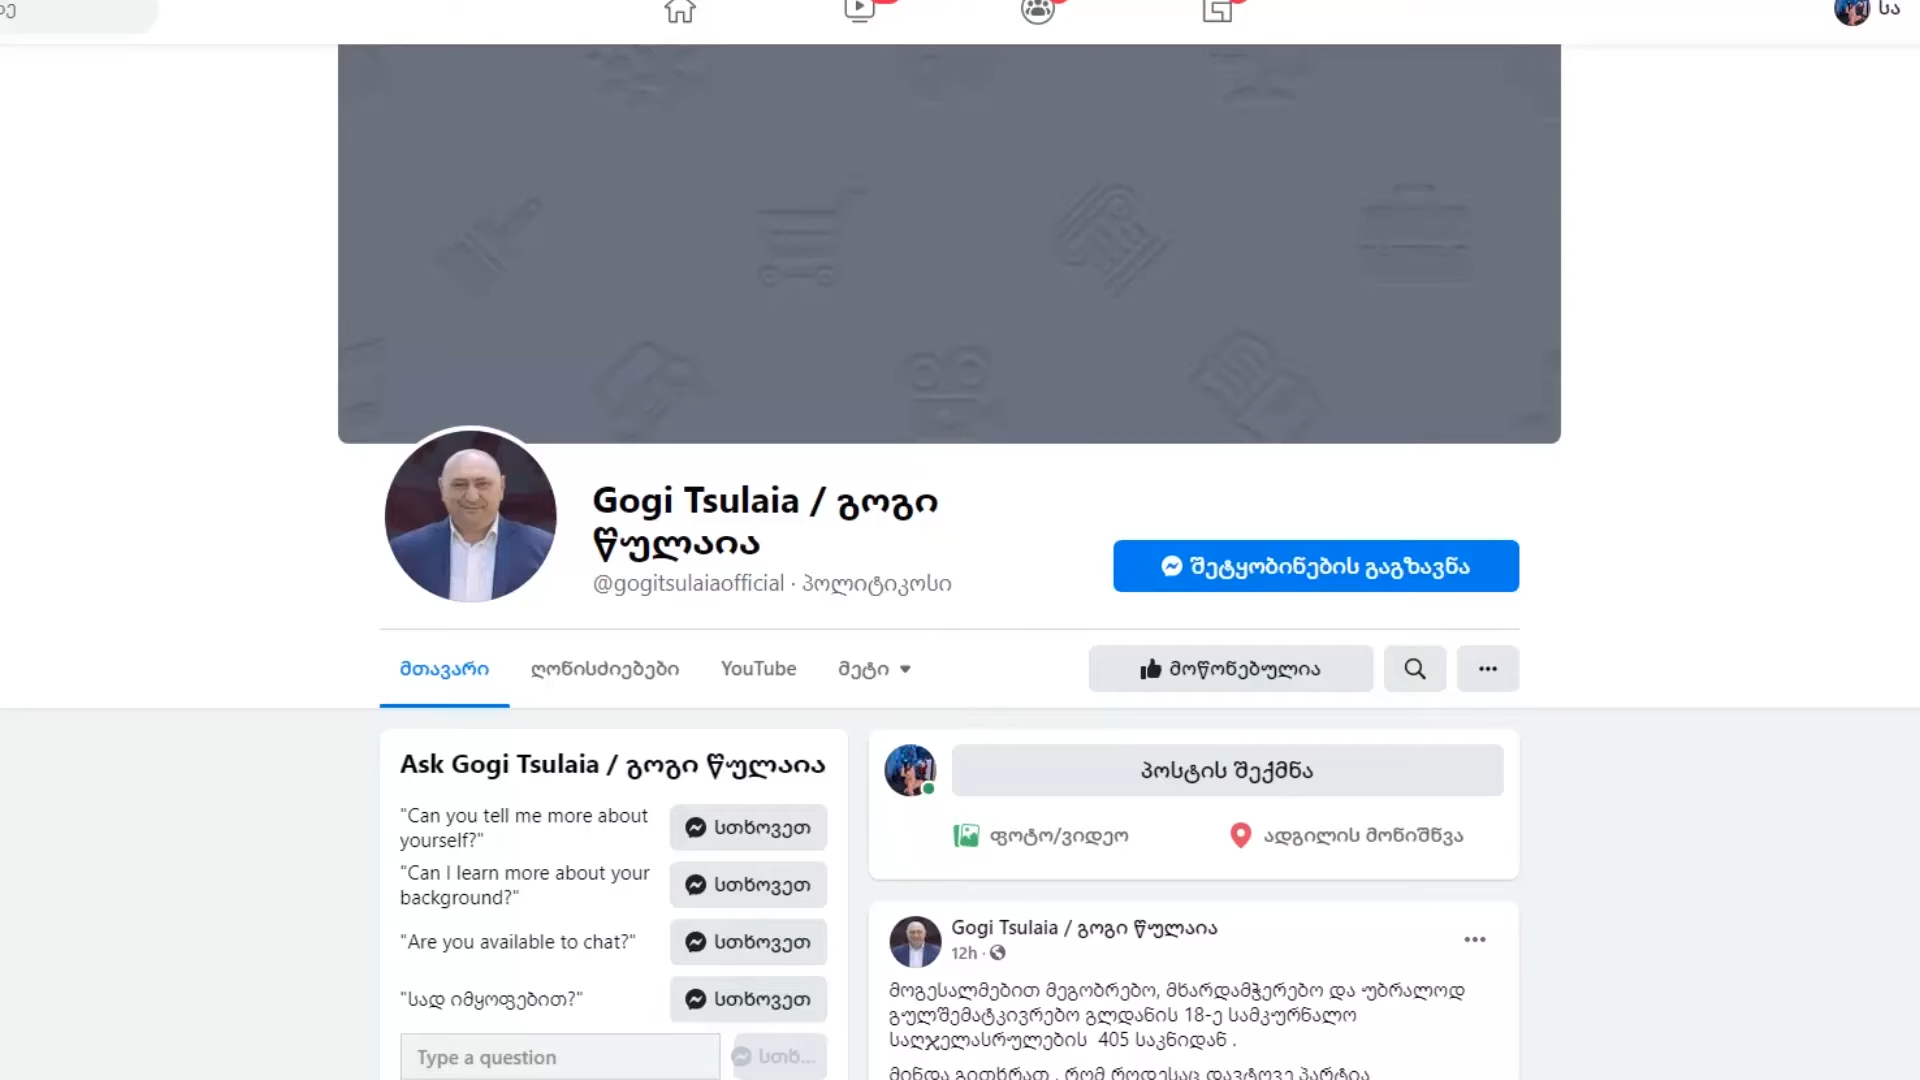 სა
Gogi Tsulaia / გოგი
წულაია
@gogitsulaiaofficial · პოლიტიკოსი
შეტყობინების გაგზავნა
მთავარი
ღონისძიებები
YouTube
მეტი
მოწონებულია
Ask Gogi Tsulaia / გოგი წულაია
"Can you tell me more about
yourself?"
სთხოვეთ
"Can I learn more about your
background?"
სთხოვეთ
"Are you available to chat?"
სთხოვეთ
"სად იმყოფებით?"
სთხოვეთ
Type a question
სთხ...
პოსტის შექმნა
ფოტო/ვიდეო
ადგილის მონიშნვა
Gogi Tsulaia / გოგი წულაია
12h ·
მოგესალმებით მეგობრებო, მხარდამჭერებო და უბრალოდ
გულშემატკივრებო გლდანის 18-ე სამკურნალო
საღჯელასრულების 405 საკნიდან .
მინდა გითხრათ , რომ როდესაც დავტოვე პარტია